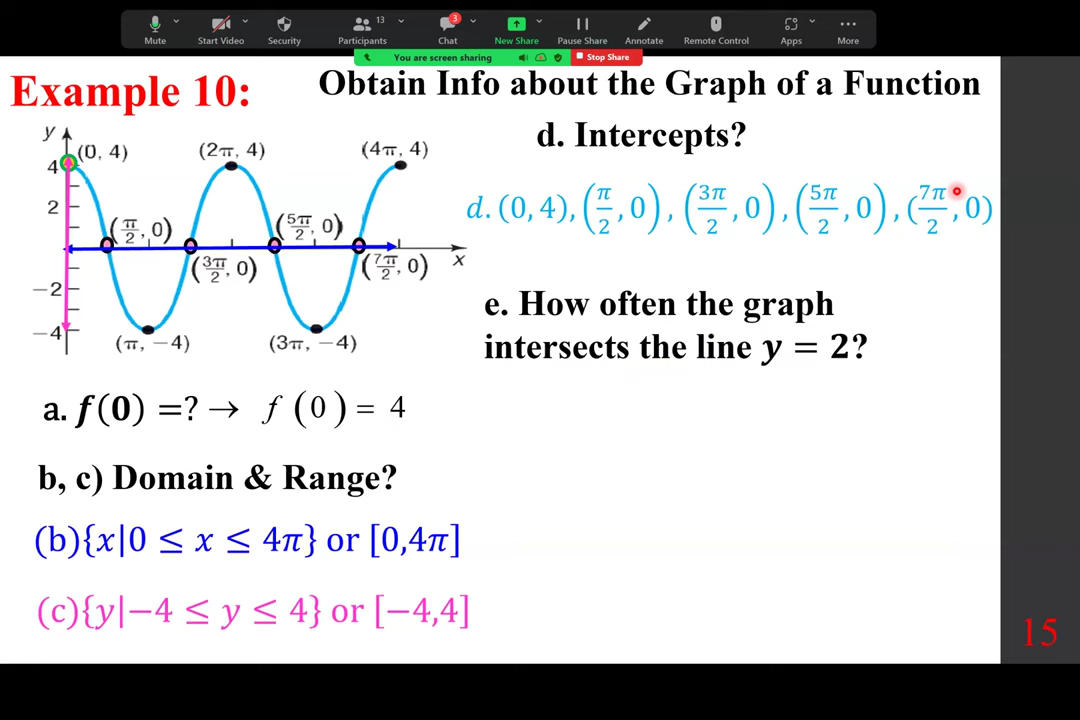 Mute Start Video Security Participants 13 Chat 3 New Share Pause Share Annotate Remote Control Apps More
You are screen sharing Stop Share
Example 10: Obtain Info about the Graph of a Function
d. Intercepts?
y
(0, 4) (2π, 4) (4π, 4)
4
2
(π/2, 0) (5π/2, 0)
(3π/2, 0) (7π/2, 0) x
−2
−4
(π, −4) (3π, −4)
d. (0, 4), (π/2, 0), (3π/2, 0), (5π/2, 0), (7π/2, 0)
e. How often the graph
intersects the line y = 2?
a. f(0) =? → f (0) = 4
b, c) Domain & Range?
(b){x|0 ≤ x ≤ 4π} or [0,4π]
(c){y|−4 ≤ y ≤ 4} or [−4,4]
15